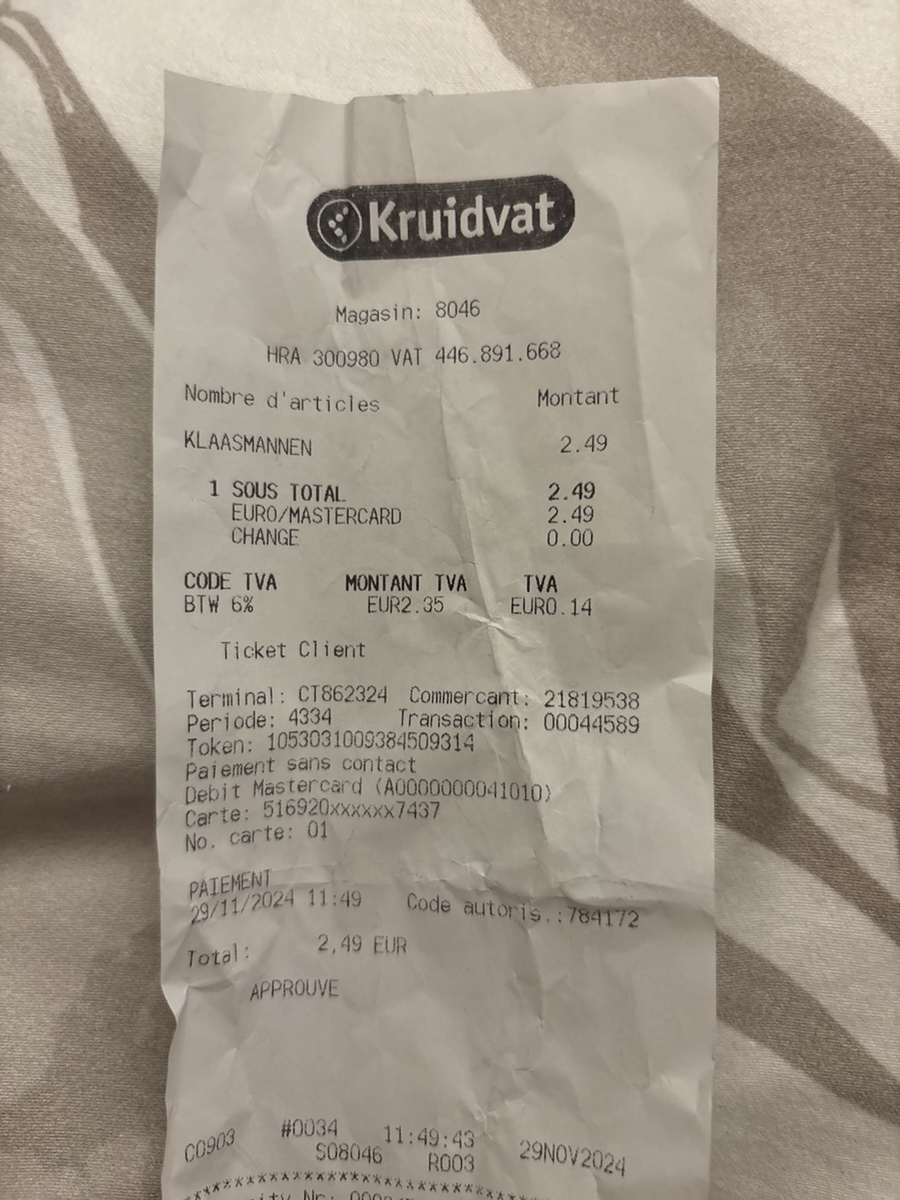 Kruidvat
Magasin: 8046
HRA 300980 VAT 446.891.668
Nombre d'articles Montant
KLAASMANNEN 2.49
1 SOUS TOTAL 2.49
EURO/MASTERCARD 2.49
CHANGE 0.00
CODE TVA MONTANT TVA TVA
BTW 6% EUR2.35 EUR0.14
Ticket Client
Terminal: CT862324 Commercant: 21819538
Periode: 4334 Transaction: 00044589
Token: 1053031009384509314
Paiement sans contact
Debit Mastercard (A0000000041010)
Carte: 516920xxxxxx7437
No. carte: 01
PAIEMENT
29/11/2024 11:49 Code autoris.:784172
Total: 2,49 EUR
APPROUVE
C0903 #0034 11:49:43 29NOV2024
S08046 R003